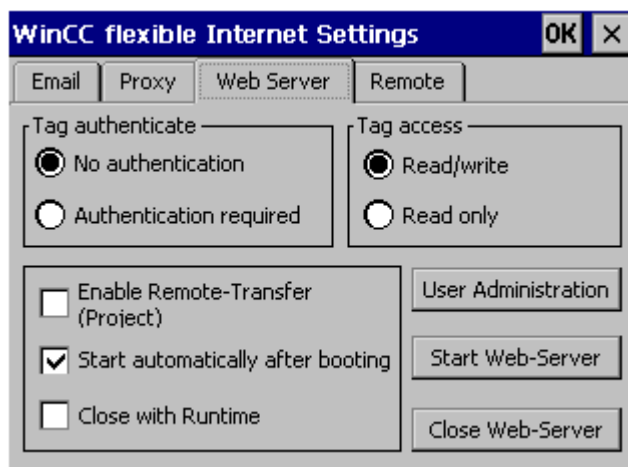 WinCC flexible Internet Settings OK ×
Email Proxy Web Server Remote
Tag authenticate Tag access
No authentication Read/write
Authentication required Read only
Enable Remote-Transfer User Administration
(Project)
Start automatically after booting Start Web-Server
Close with Runtime Close Web-Server